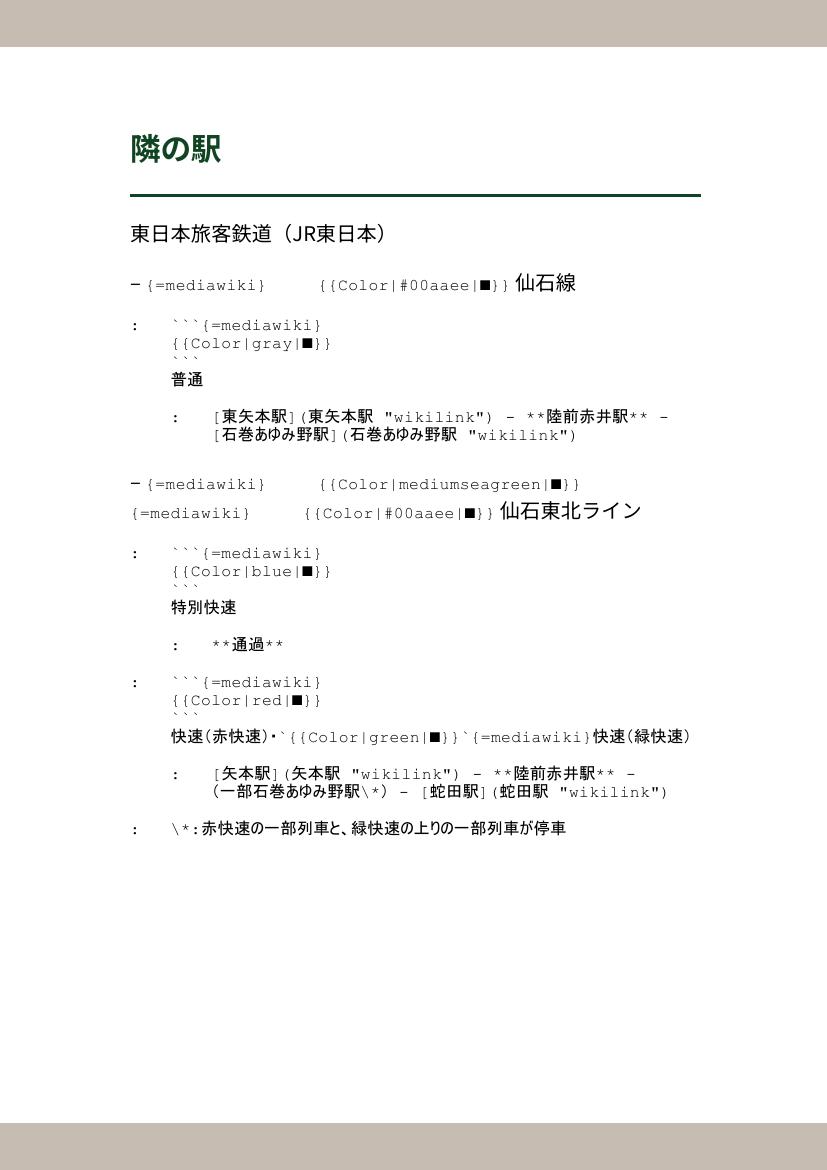 隣の駅
東日本旅客鉄道（JR東日本）
– {=mediawiki}　　{{Color|#00aaee|■}} 仙石線
:　```{=mediawiki}
{{Color|gray|■}}
```
普通
:　[東矢本駅](東矢本駅 "wikilink") - **陸前赤井駅** -
[石巻あゆみ野駅](石巻あゆみ野駅 "wikilink")
– {=mediawiki}　　{{Color|mediumseagreen|■}}
{=mediawiki}　　{{Color|#00aaee|■}} 仙石東北ライン
:　```{=mediawiki}
{{Color|blue|■}}
```
特別快速
:　**通過**
:　```{=mediawiki}
{{Color|red|■}}
```
快速（赤快速）・`{{Color|green|■}}`{=mediawiki}快速（緑快速）
:　[矢本駅](矢本駅 "wikilink") - **陸前赤井駅** -
（一部石巻あゆみ野駅\*） - [蛇田駅](蛇田駅 "wikilink")
:　\*:赤快速の一部列車と、緑快速の上りの一部列車が停車